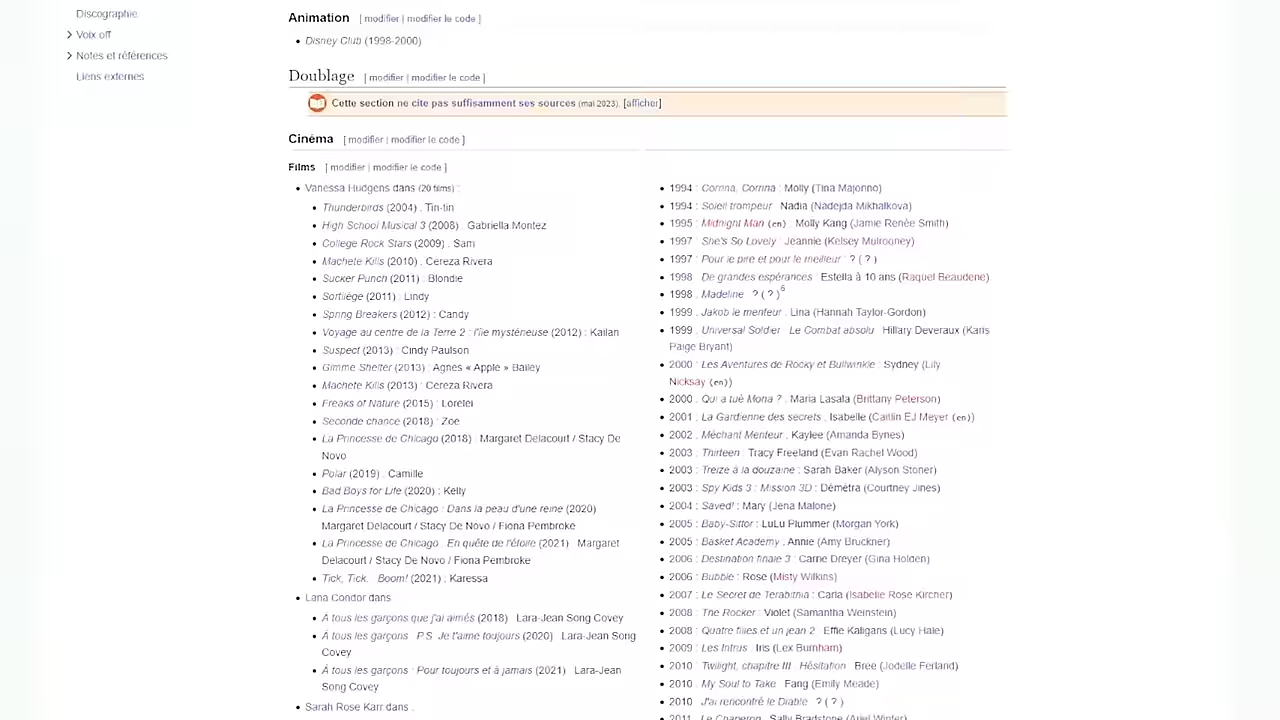 Discographie
Voix off
Notes et références
Liens externes
Animation [ modifier | modifier le code ]
Disney Club (1998-2000)
Doublage [ modifier | modifier le code ]
Cette section ne cite pas suffisamment ses sources (mai 2023). [afficher]
Cinéma [ modifier | modifier le code ]
Films [ modifier | modifier le code ]
Vanessa Hudgens dans (20 films) :
Thunderbirds (2004) : Tin-tin
High School Musical 3 (2008) : Gabriella Montez
College Rock Stars (2009) : Sam
Machete Kills (2010) : Cereza Rivera
Sucker Punch (2011) : Blondie
Sortilège (2011) : Lindy
Spring Breakers (2012) : Candy
Voyage au centre de la Terre 2 : l'île mystérieuse (2012) : Kailan
Suspect (2013) : Cindy Paulson
Gimme Shelter (2013) : Agnes « Apple » Bailey
Machete Kills (2013) : Cereza Rivera
Freaks of Nature (2015) : Lorelei
Seconde chance (2018) : Zoe
La Princesse de Chicago (2018) : Margaret Delacourt / Stacy De
Novo
Polar (2019) : Camille
Bad Boys for Life (2020) : Kelly
La Princesse de Chicago : Dans la peau d'une reine (2020) :
Margaret Delacourt / Stacy De Novo / Fiona Pembroke
La Princesse de Chicago : En quête de l'étoile (2021) : Margaret
Delacourt / Stacy De Novo / Fiona Pembroke
Tick, Tick... Boom! (2021) : Karessa
Lana Condor dans :
À tous les garçons que j'ai aimés (2018) : Lara-Jean Song Covey
À tous les garçons : P.S. Je t'aime toujours (2020) : Lara-Jean Song
Covey
À tous les garçons : Pour toujours et à jamais (2021) : Lara-Jean
Song Covey
Sarah Rose Karr dans :
1994 : Corrina, Corrina : Molly (Tina Majorino)
1994 : Soleil trompeur : Nadia (Nadejda Mikhalkova)
1995 : Midnight Man (en) : Molly Kang (Jamie Renée Smith)
1997 : She's So Lovely : Jeannie (Kelsey Mulrooney)
1997 : Pour le pire et pour le meilleur : ? ( ? )
1998 : De grandes espérances : Estella à 10 ans (Raquel Beaudene)
1998 : Madeline : ? ( ? )6
1999 : Jakob le menteur : Lina (Hannah Taylor-Gordon)
1999 : Universal Soldier : Le Combat absolu : Hillary Deveraux (Karis
Paige Bryant)
2000 : Les Aventures de Rocky et Bullwinkle : Sydney (Lily
Nicksay (en))
2000 : Qui a tué Mona ? : Maria Lasala (Brittany Peterson)
2001 : La Gardienne des secrets : Isabelle (Caitlin EJ Meyer (en))
2002 : Méchant Menteur : Kaylee (Amanda Bynes)
2003 : Thirteen : Tracy Freeland (Evan Rachel Wood)
2003 : Treize à la douzaine : Sarah Baker (Alyson Stoner)
2003 : Spy Kids 3 : Mission 3D : Démétra (Courtney Jines)
2004 : Saved! : Mary (Jena Malone)
2005 : Baby-Sittor : LuLu Plummer (Morgan York)
2005 : Basket Academy : Annie (Amy Bruckner)
2006 : Destination finale 3 : Carrie Dreyer (Gina Holden)
2006 : Bubble : Rose (Misty Wilkins)
2007 : Le Secret de Terabithia : Carla (Isabelle Rose Kircher)
2008 : The Rocker : Violet (Samantha Weinstein)
2008 : Quatre filles et un jean 2 : Effie Kaligaris (Lucy Hale)
2009 : Les Intrus : Iris (Lex Burnham)
2010 : Twilight, chapitre III : Hésitation : Bree (Jodelle Ferland)
2010 : My Soul to Take : Fang (Emily Meade)
2010 : J'ai rencontré le Diable : ? ( ? )
2011 : Le Chaperon : Sally Bradstone (Ariel Winter)